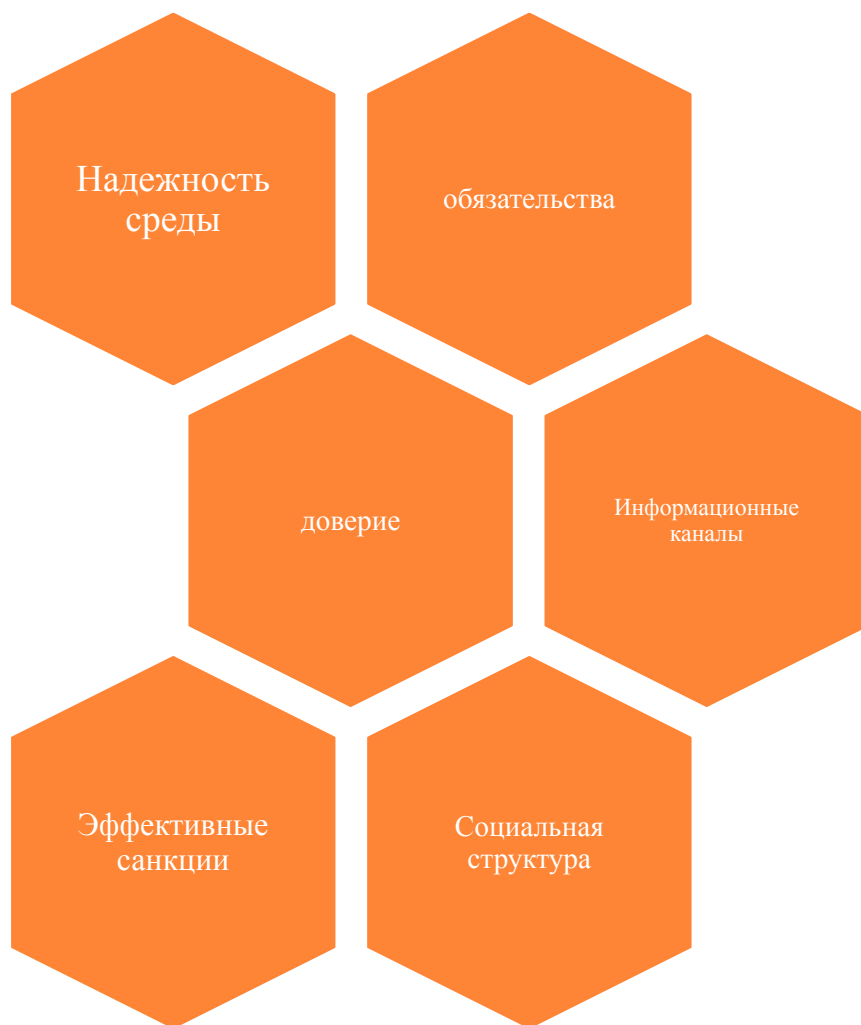 Надежность
среды
обязательства
доверие
Информационные
каналы
Эффективные
санкции
Социальная
структура